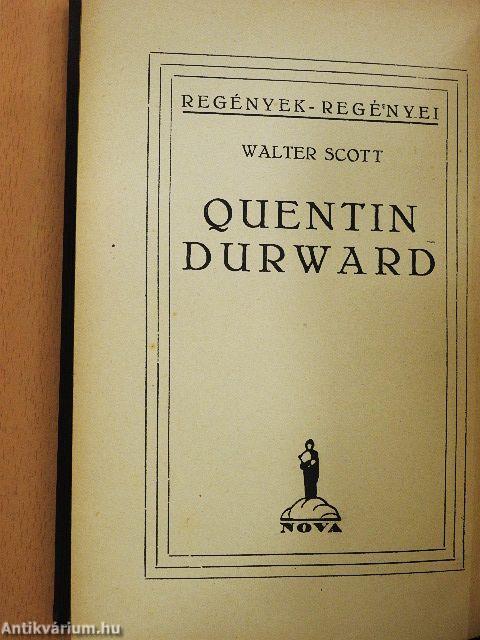 REGÉNYEK-REGÉNYEI
WALTER SCOTT
QUENTIN
DURWARD
NOVA
Antikvárium.hu